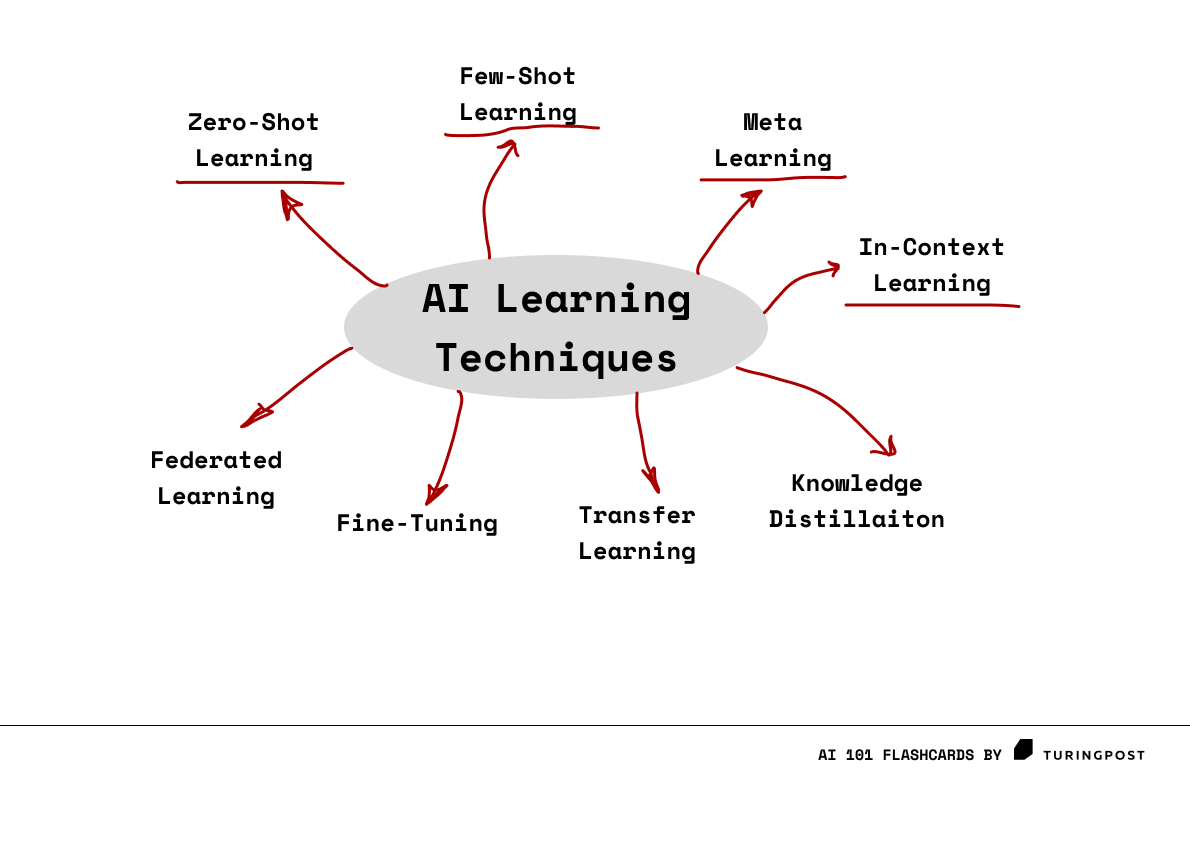 Few-Shot
Learning
Zero-Shot
Learning
Meta
Learning
In-Context
Learning
AI Learning
Techniques
Federated
Learning
Fine-Tuning
Transfer
Learning
Knowledge
Distillaiton
AI 101 FLASHCARDS BY TURINGPOST